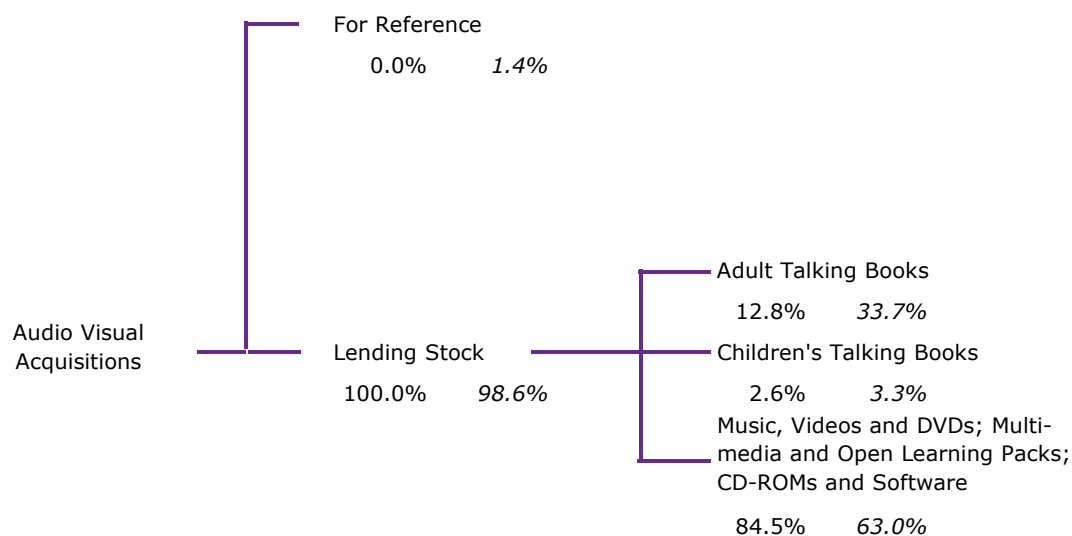 For Reference
0.0% 1.4%
Audio Visual
Acquisitions
Lending Stock
100.0% 98.6%
Adult Talking Books
12.8% 33.7%
Children's Talking Books
2.6% 3.3%
Music, Videos and DVDs; Multi-
media and Open Learning Packs;
CD-ROMs and Software
84.5% 63.0%